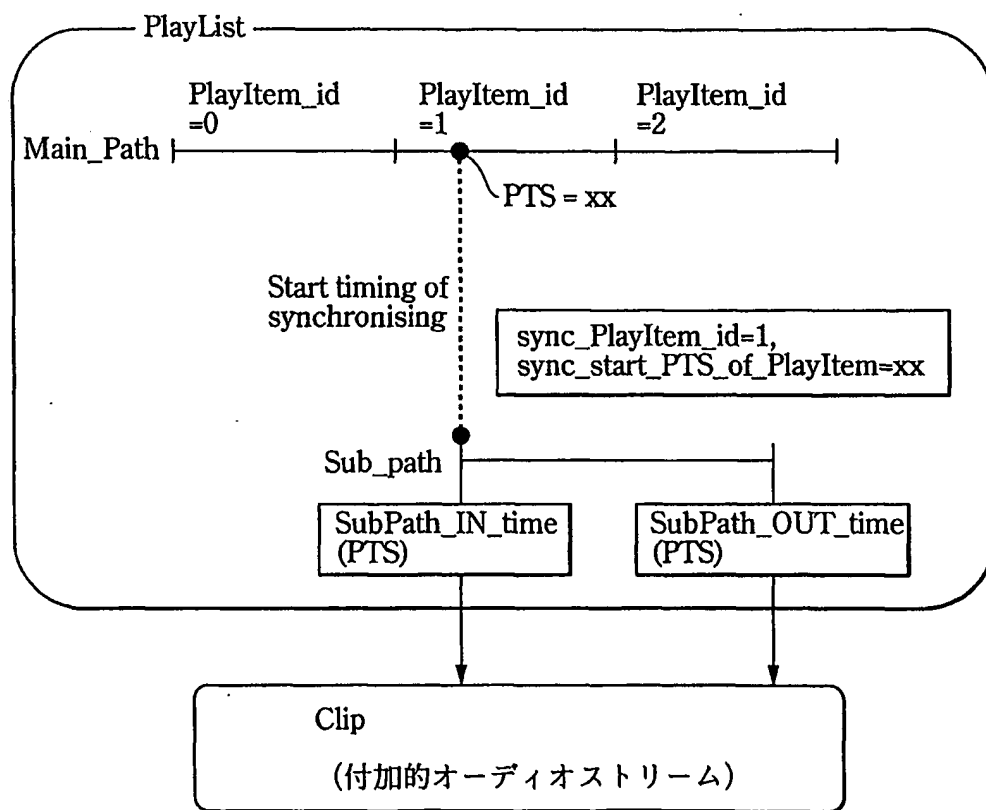 PlayList
PlayItem_id
=0
PlayItem_id
=1
PlayItem_id
=2
Main_Path
PTS = xx
Start timing of
synchronising
sync_PlayItem_id=1,
sync_start_PTS_of_PlayItem=xx
Sub_path
SubPath_IN_time
(PTS)
SubPath_OUT_time
(PTS)
Clip
(付加的オーディオストリーム)